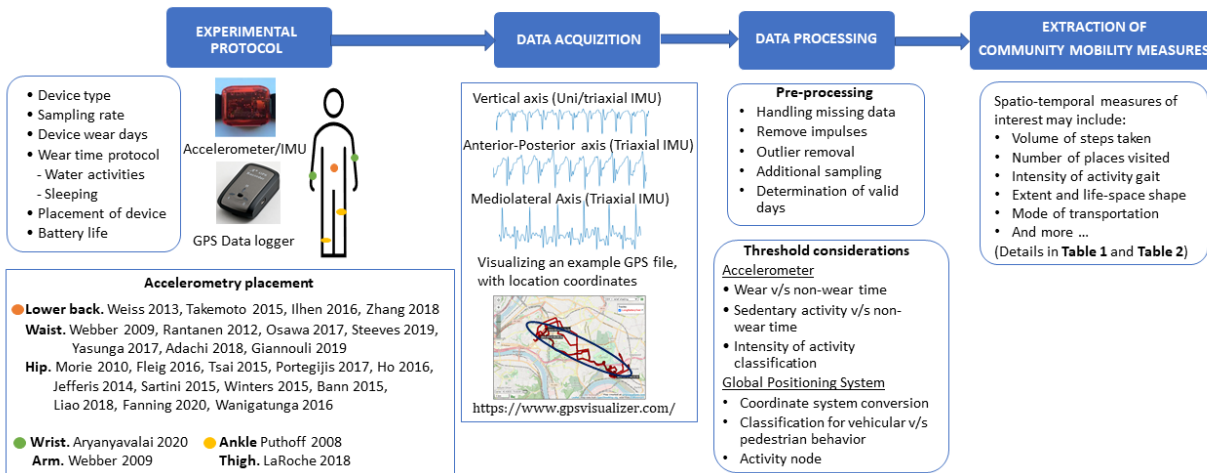 EXPERIMENTAL
PROTOCOL
DATA ACQUIZITION
DATA PROCESSING
EXTRACTION OF
COMMUNITY MOBILITY MEASURES
• Device type
• Sampling rate
• Device wear days
• Wear time protocol
- Water activities
- Sleeping
• Placement of device
• Battery life
Accelerometer/IMU
GPS Data logger
Accelerometry placement
Lower back. Weiss 2013, Takemoto 2015, Ilhen 2016, Zhang 2018
Waist. Webber 2009, Rantanen 2012, Osawa 2017, Steeves 2019,
Yasunga 2017, Adachi 2018, Giannouli 2019
Hip. Morie 2010, Fleig 2016, Tsai 2015, Portegijis 2017, Ho 2016,
Jefferis 2014, Sartini 2015, Winters 2015, Bann 2015,
Liao 2018, Fanning 2020, Wanigatunga 2016
Wrist. Aryanyavalai 2020
Ankle Puthoff 2008
Arm. Webber 2009
Thigh. LaRoche 2018
Vertical axis (Uni/triaxial IMU)
Anterior-Posterior axis (Triaxial IMU)
Mediolateral Axis (Triaxial IMU)
Visualizing an example GPS file,
with location coordinates
https://www.gpsvisualizer.com/
Pre-processing
• Handling missing data
• Remove impulses
• Outlier removal
• Additional sampling
• Determination of valid
days
Threshold considerations
Accelerometer
• Wear v/s non-wear time
• Sedentary activity v/s non-
wear time
• Intensity of activity
classification
Global Positioning System
• Coordinate system conversion
• Classification for vehicular v/s
pedestrian behavior
• Activity node
Spatio-temporal measures of
interest may include:
• Volume of steps taken
• Number of places visited
• Intensity of activity gait
• Extent and life-space shape
• Mode of transportation
• And more ...
(Details in Table 1 and Table 2)